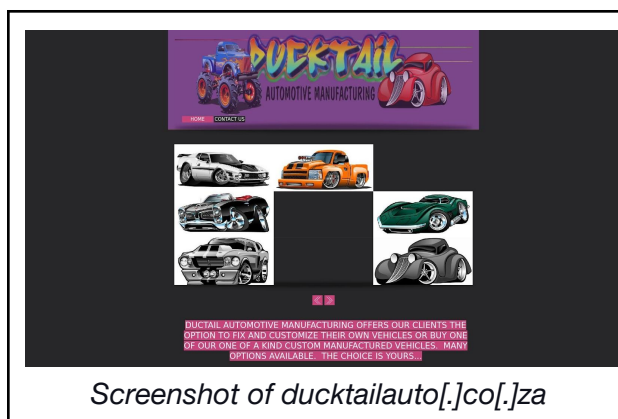 DUCKTAIL
AUTOMOTIVE MANUFACTURING
HOME CONTACT US
DUCTAIL AUTOMOTIVE MANUFACTURING OFFERS OUR CLIENTS THE
OPTION TO FIX AND CUSTOMIZE THEIR OWN VEHICLES OR BUY ONE
OF OUR ONE OF A KIND CUSTOM MANUFACTURED VEHICLES. MANY
OPTIONS AVAILABLE. THE CHOICE IS YOURS...
Screenshot of ducktailauto[.]co[.]za